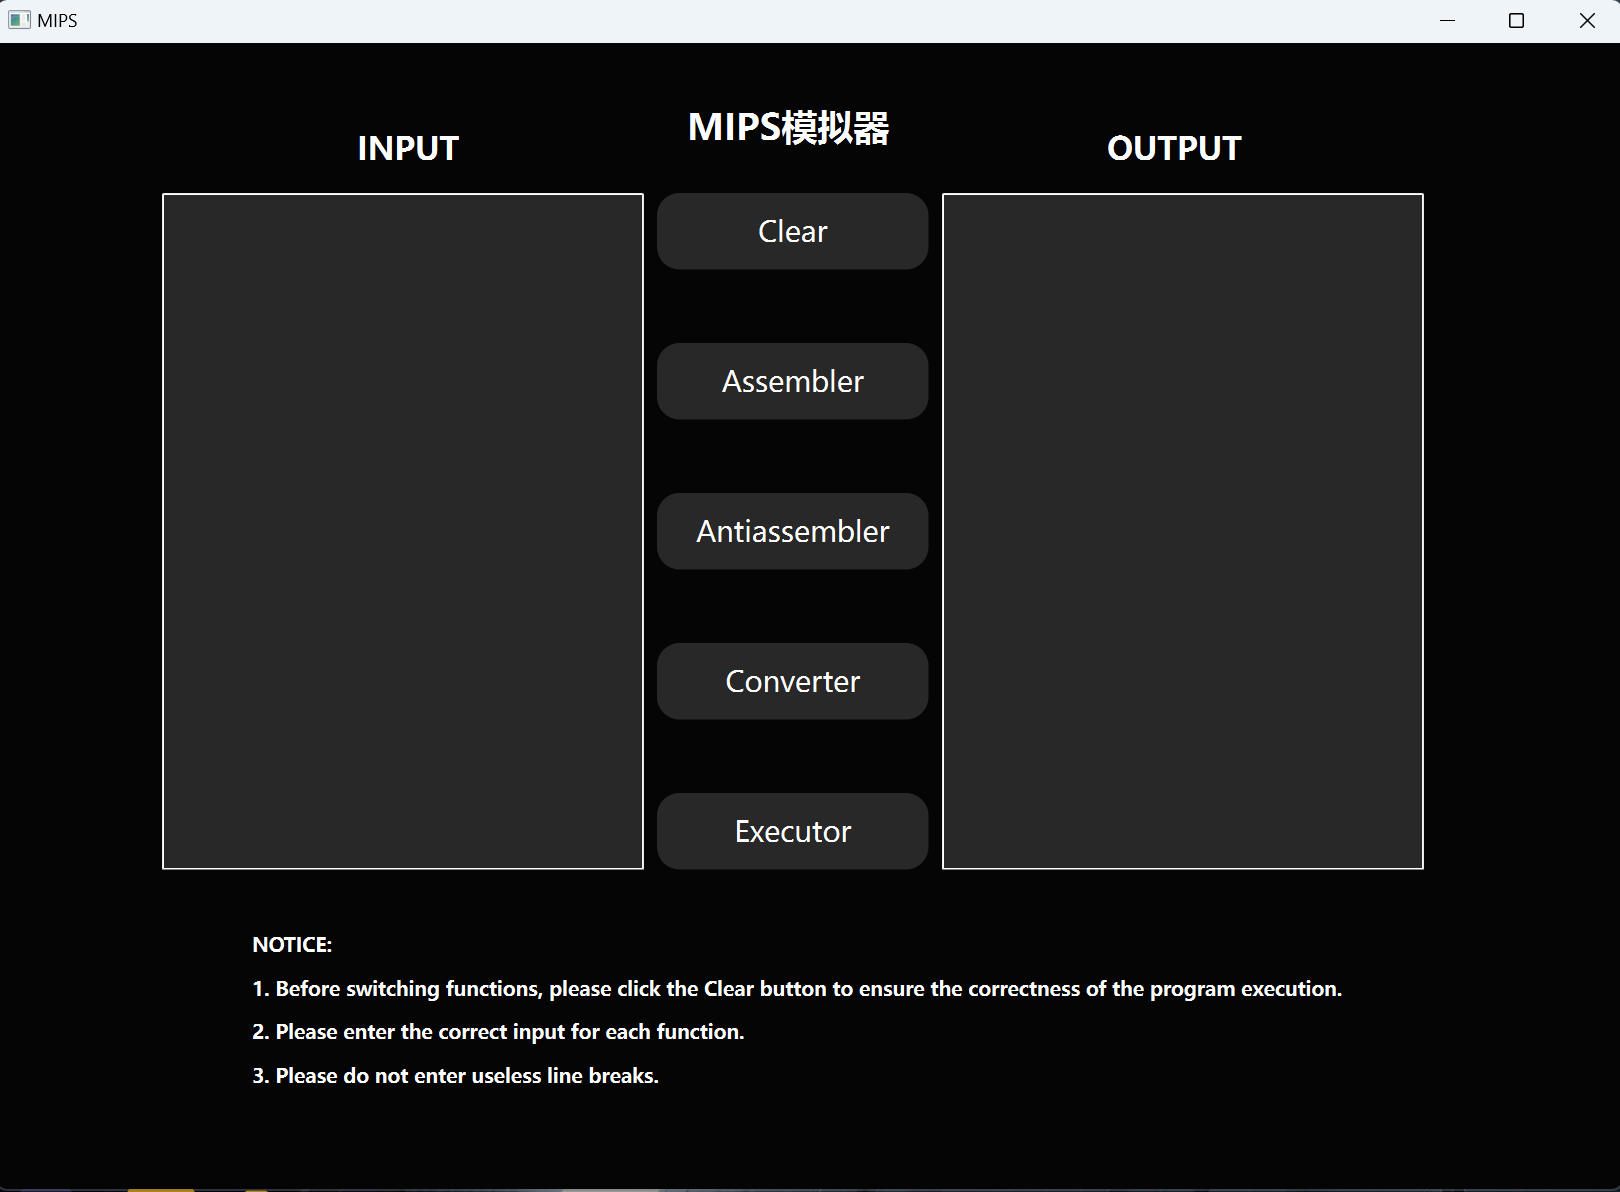 MIPS
MIPS模拟器
INPUT
OUTPUT
Clear
Assembler
Antiassembler
Converter
Executor
NOTICE:
1. Before switching functions, please click the Clear button to ensure the correctness of the program execution.
2. Please enter the correct input for each function.
3. Please do not enter useless line breaks.